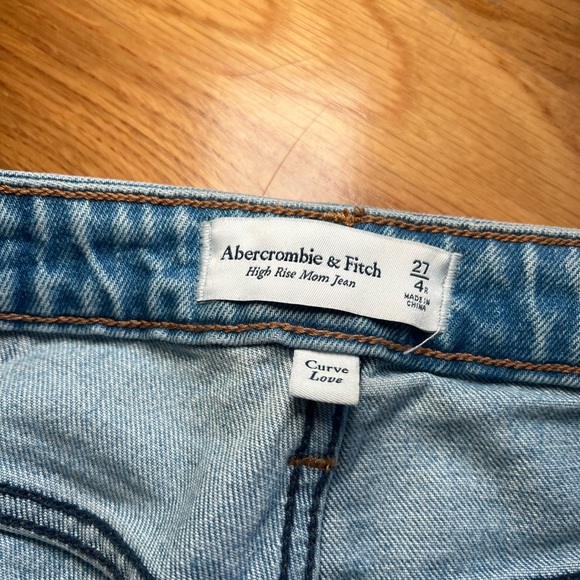 Abercrombie & Fitch
High Rise Mom Jean
27
4R
MADE IN
CHINA
Curve
Love